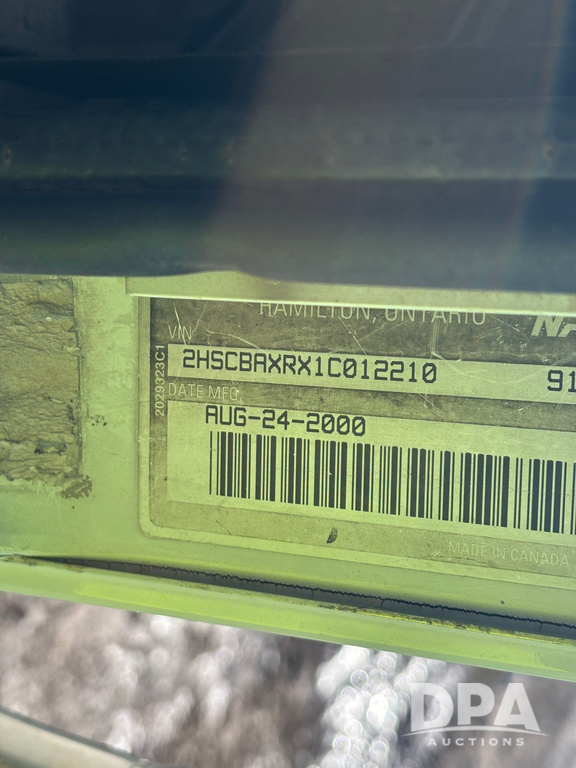 HAMILTON, ONTARIO
VIN
2HSCBAXRX1C012210 91
2029323C1
DATE MFG.
AUG-24-2000
MADE IN CANADA
DPA
AUCTIONS